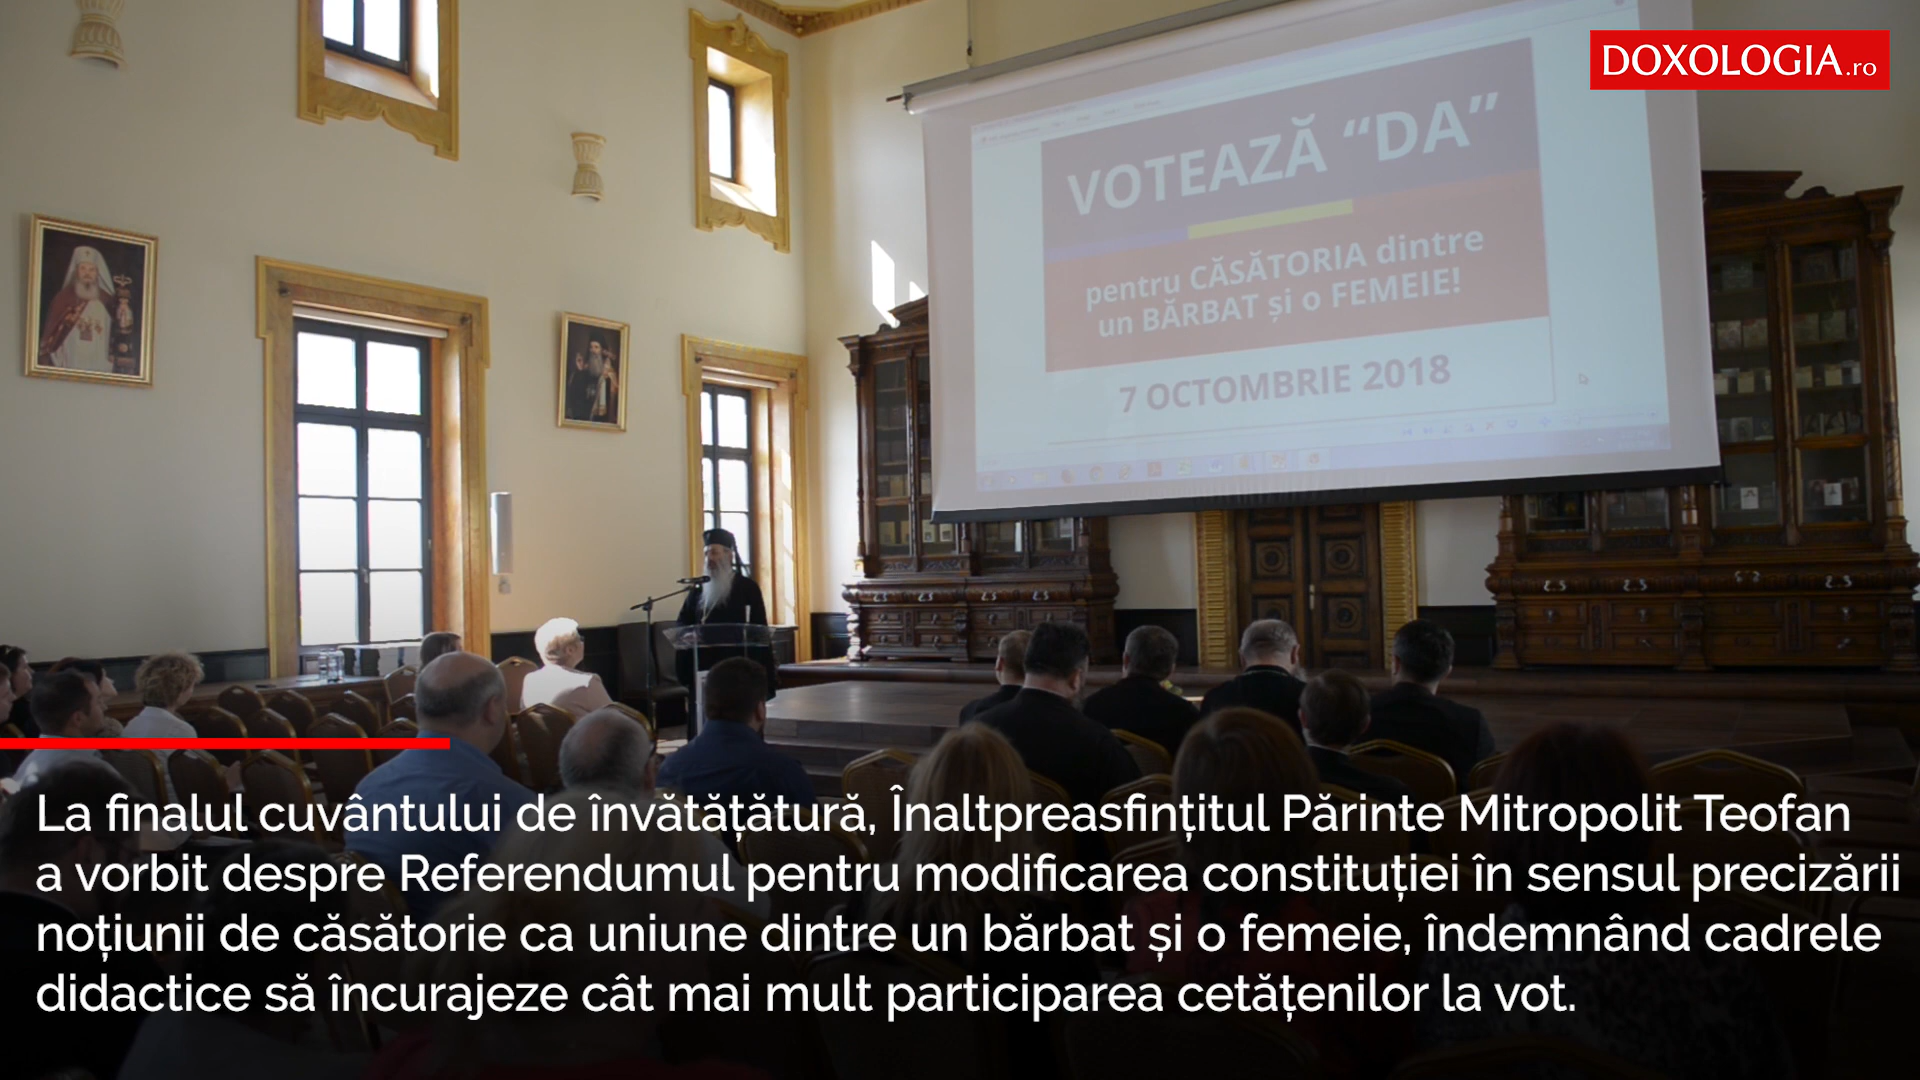 DOXOLOGIA.ro
VOTEAZĂ “DA”
pentru CĂSĂTORIA dintre
un BĂRBAT și o FEMEIE!
7 OCTOMBRIE 2018
La finalul cuvântului de învătățătură, Înaltpreasfințitul Părinte Mitropolit Teofan
a vorbit despre Referendumul pentru modificarea constituției în sensul precizării
noțiunii de căsătorie ca uniune dintre un bărbat și o femeie, îndemnând cadrele
didactice să încurajeze cât mai mult participarea cetățenilor la vot.